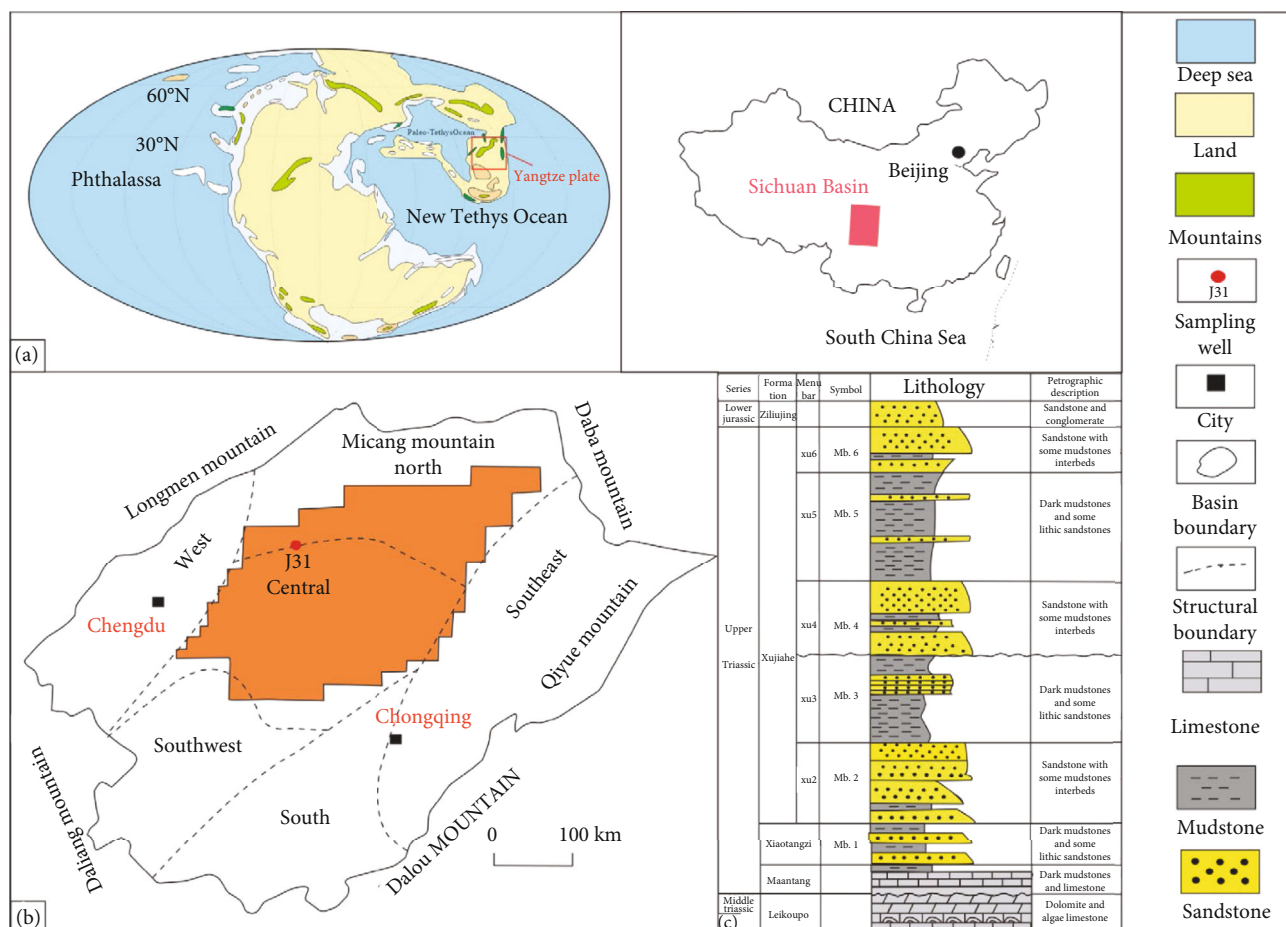 60°N
30°N
Phthalassa
Paleo-TethysOcean
Yangtze plate
New Tethys Ocean
(a)
CHINA
Beijing
Sichuan Basin
South China Sea
Deep sea
Land
Mountains
J31
Sampling
well
City
Basin
boundary
Structural
boundary
Limestone
Mudstone
Sandstone
Longmen mountain
Micang mountain
north
Daba mountain
West
J31
Central
Southeast
Chengdu
Qiyue mountain
Chongqing
Southwest
Daliang mountain
South
Dalou MOUNTAIN
0 100 km
(b)
Series
Forma
tion
Menu
bar
Symbol
Lithology
Petrographic
description
Lower
jurassic
Ziliujing
Sandstone and
conglomerate
Upper
Triassic
Xujiahe
xu6
Mb. 6
Sandstone with
some mudstones
interbeds
xu5
Mb. 5
Dark mudstones
and some
lithic sandstones
xu4
Mb. 4
Sandstone with
some mudstones
interbeds
xu3
Mb. 3
Dark mudstones
and some
lithic sandstones
xu2
Mb. 2
Sandstone with
some mudstones
interbeds
Xiaotangzi
Mb. 1
Dark mudstones
and some
lithic sandstones
Maantang
Dark mudstones
and limestone
Middle
triassic
Leikoupo
Dolomite and
algae limestone
(c)